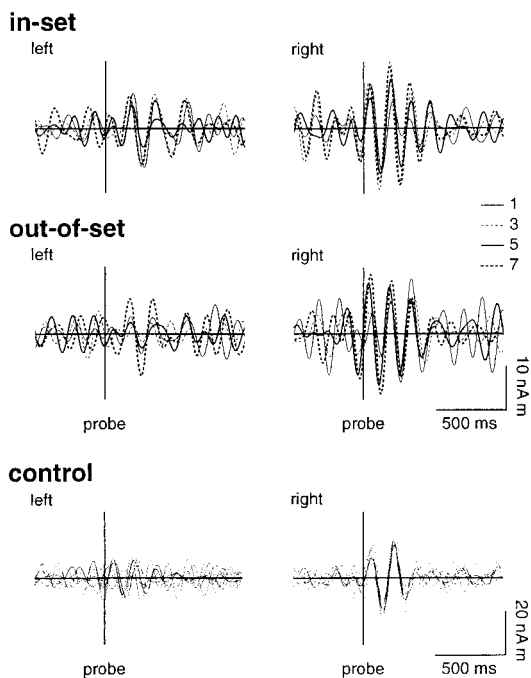 in-set
left
right
1
3
5
7
out-of-set
left
right
10 nA m
probe
probe
500 ms
control
left
right
20 nA m
probe
probe
500 ms